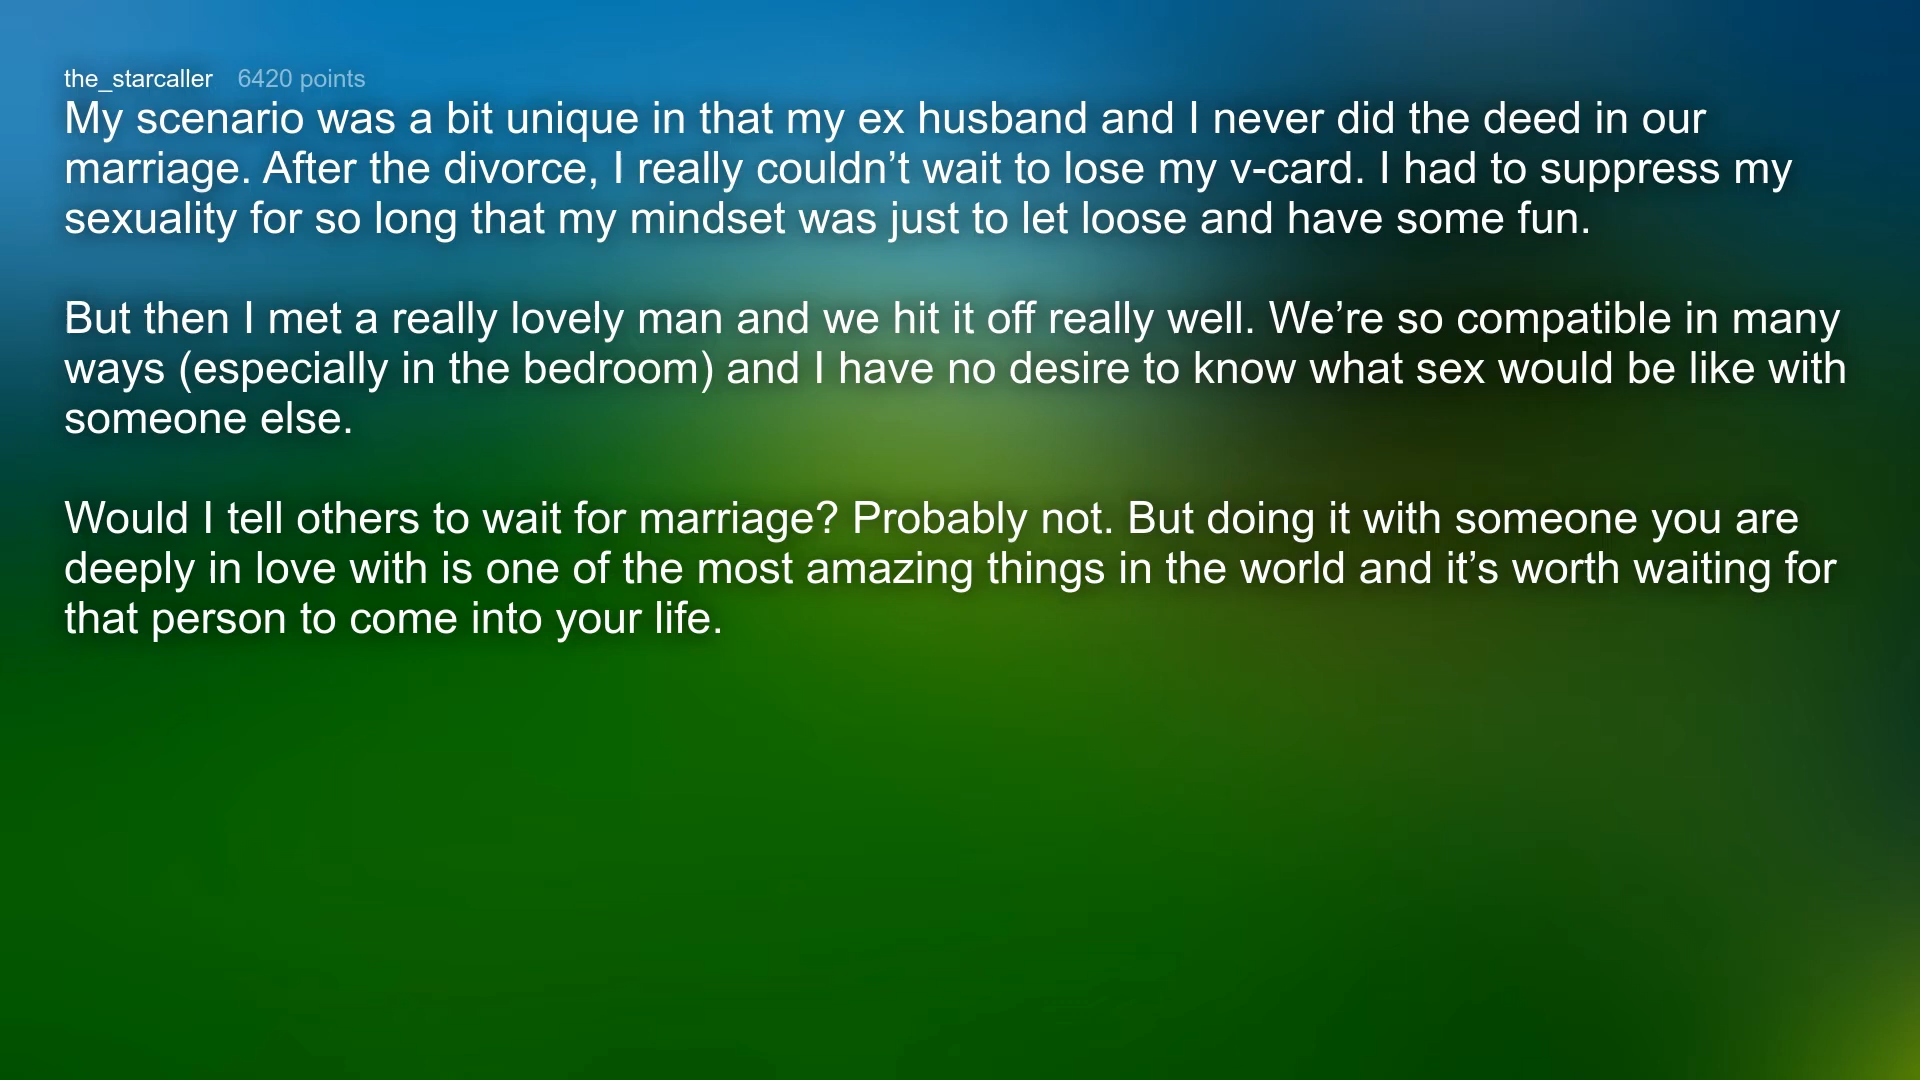 the_starcaller 6420 points
My scenario was a bit unique in that my ex husband and I never did the deed in our
marriage. After the divorce, I really couldn’t wait to lose my v-card. I had to suppress my
sexuality for so long that my mindset was just to let loose and have some fun.
But then I met a really lovely man and we hit it off really well. We’re so compatible in many
ways (especially in the bedroom) and I have no desire to know what sex would be like with
someone else.
Would I tell others to wait for marriage? Probably not. But doing it with someone you are
deeply in love with is one of the most amazing things in the world and it’s worth waiting for
that person to come into your life.